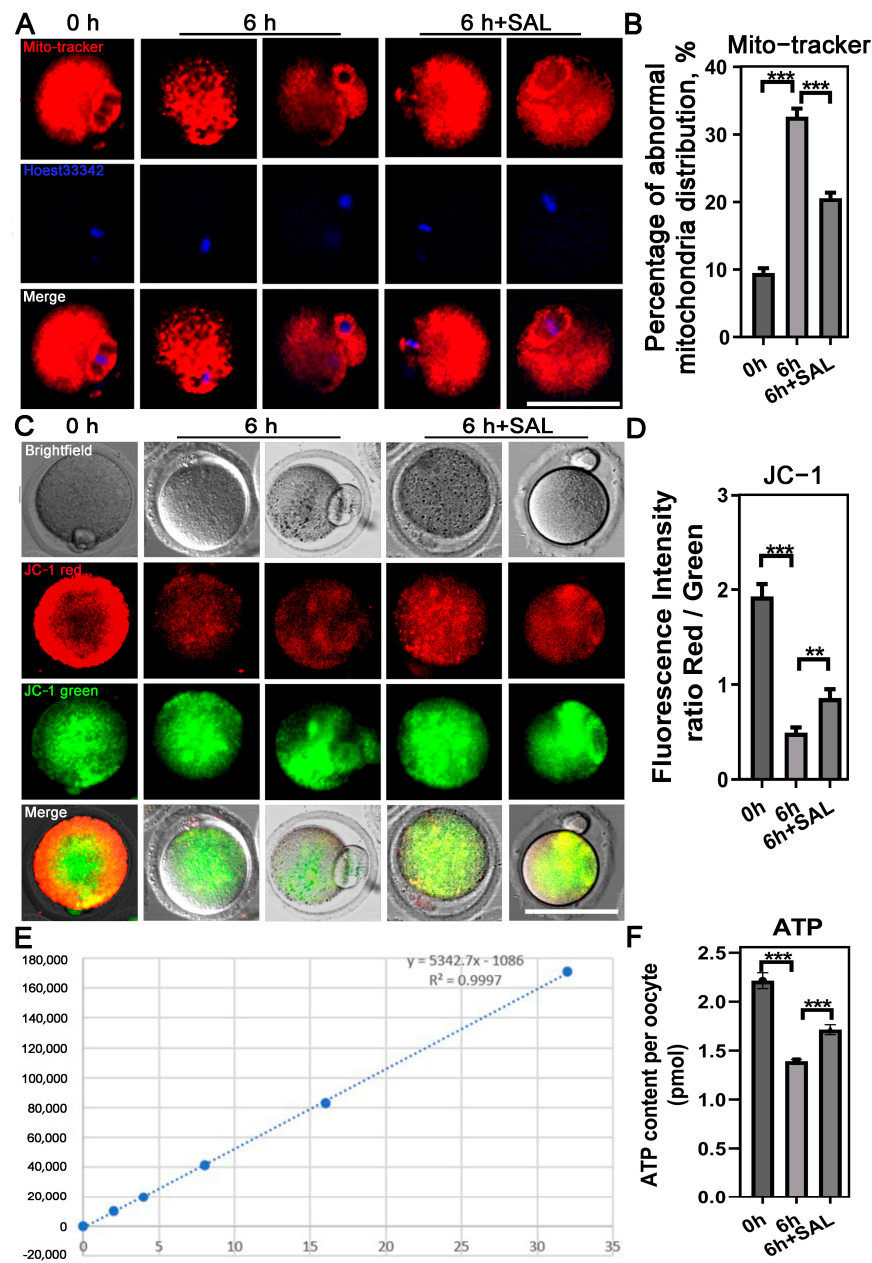 A
0 h
6 h
6 h+SAL
Mito-tracker
Hoest33342
Merge
B
Mito-tracker
Percentage of abnormal
mitochondria distribution, %
40
30
20
10
0
***
***
0h
6h
6h+SAL
C
0 h
6 h
6 h+SAL
Brightfield
JC-1 red
JC-1 green
Merge
D
JC-1
Fluorescence Intensity
ratio Red / Green
3
2
1
0
***
**
0h
6h
6h+SAL
E
180,000
160,000
140,000
120,000
100,000
80,000
60,000
40,000
20,000
0
-20,000
0
5
10
15
20
25
30
35
y = 5342.7x - 1086
R² = 0.9997
F
ATP
ATP content per oocyte
(pmol)
2.5
2.0
1.5
1.0
0.5
0.0
***
***
0h
6h
6h+SAL